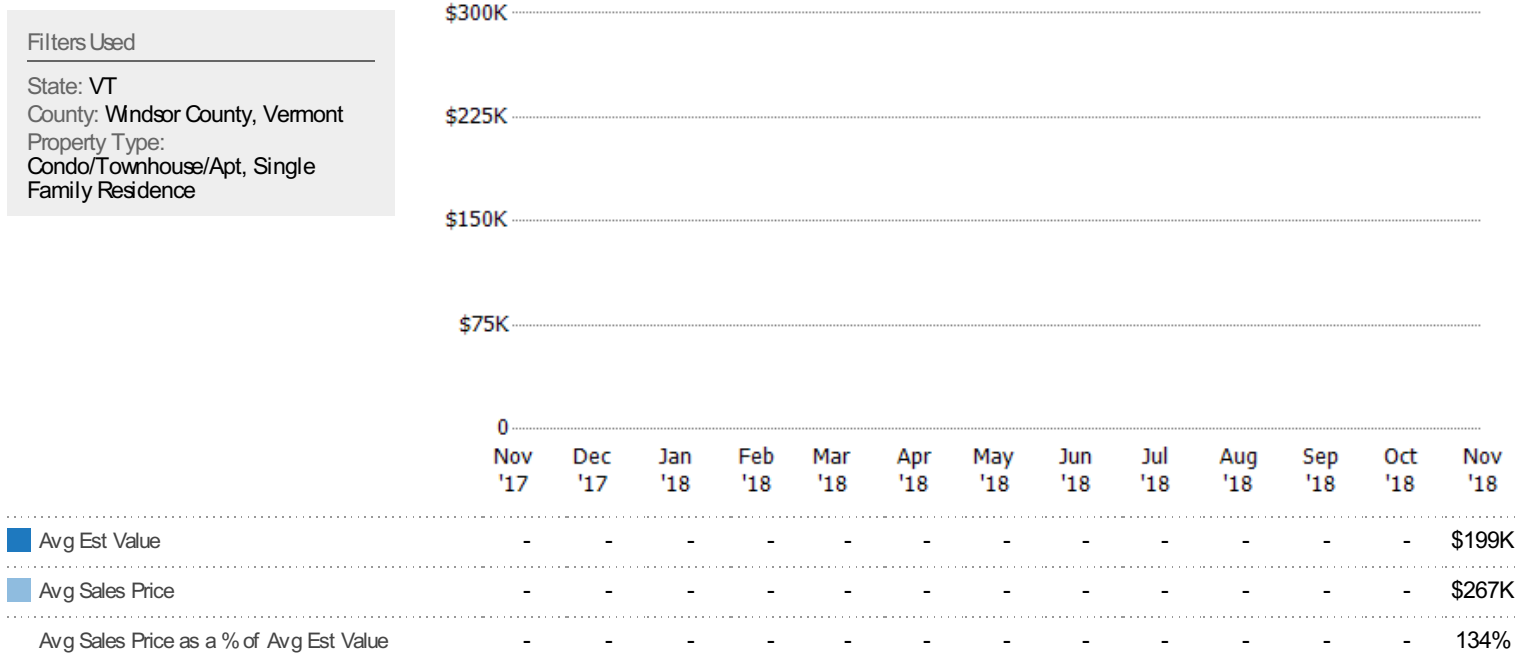 Filters Used
State: VT
County: Windsor County, Vermont
Property Type:
Condo/Townhouse/Apt, Single
Family Residence
$300K
$225K
$150K
$75K
0
Nov Dec Jan Feb Mar Apr May Jun Jul Aug Sep Oct Nov
'17 '17 '18 '18 '18 '18 '18 '18 '18 '18 '18 '18 '18
Avg Est Value - - - - - - - - - - - - $199K
Avg Sales Price - - - - - - - - - - - - $267K
Avg Sales Price as a % of Avg Est Value - - - - - - - - - - - - 134%